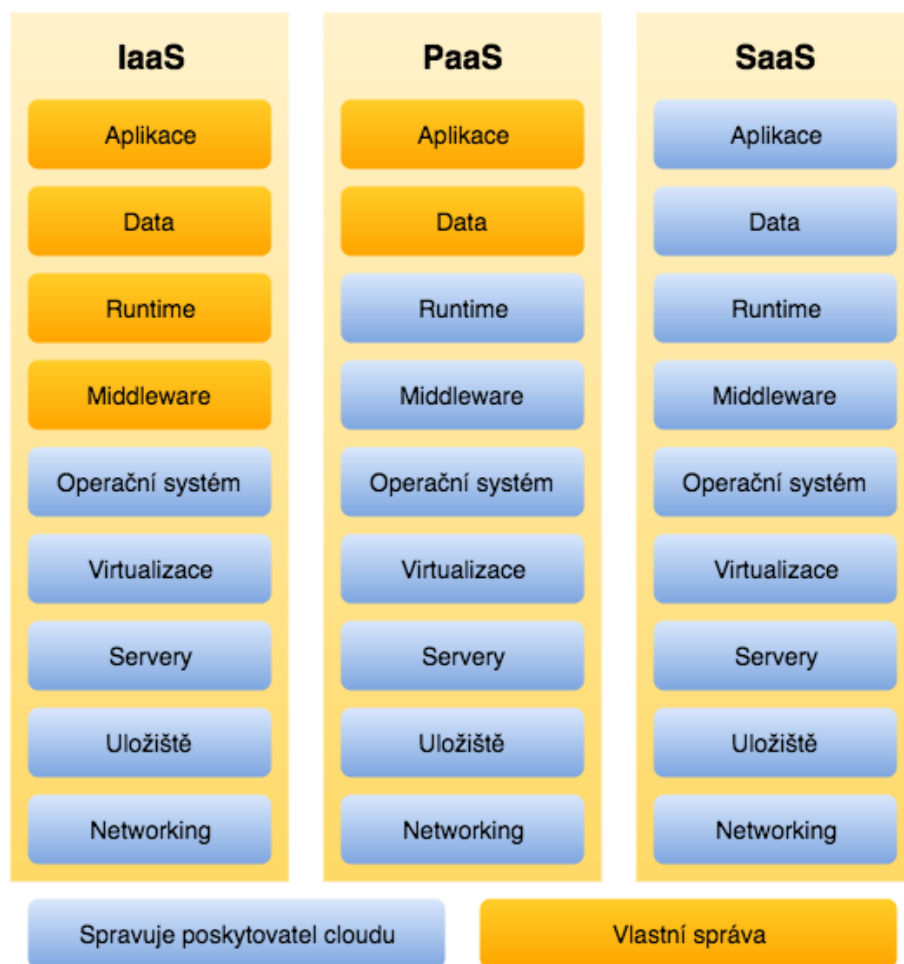 IaaS
Aplikace
Data
Runtime
Middleware
Operační systém
Virtualizace
Servery
Uložiště
Networking
PaaS
Aplikace
Data
Runtime
Middleware
Operační systém
Virtualizace
Servery
Uložiště
Networking
SaaS
Aplikace
Data
Runtime
Middleware
Operační systém
Virtualizace
Servery
Uložiště
Networking
Spravuje poskytovatel cloudu
Vlastní správa